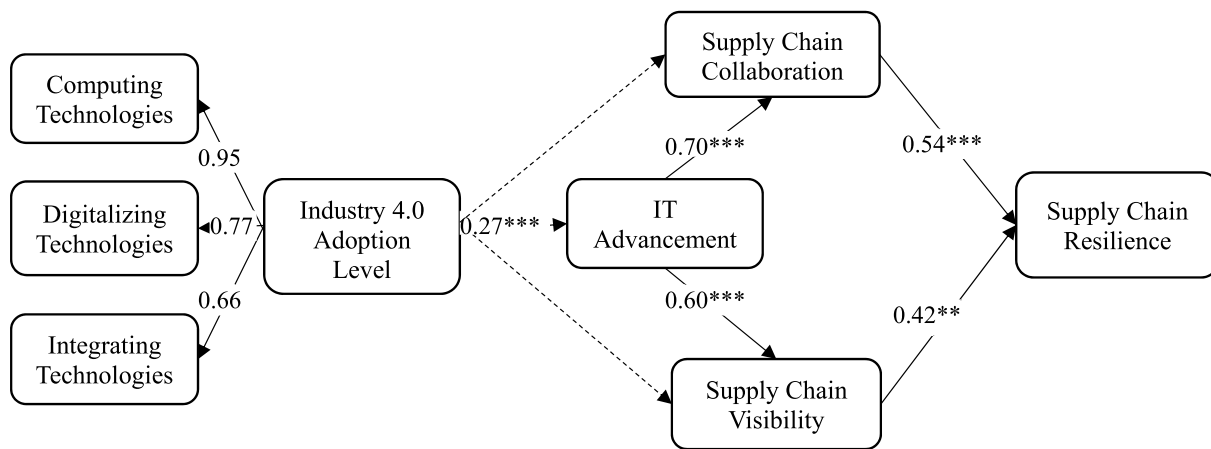 Computing
Technologies
Digitalizing
Technologies
Integrating
Technologies
0.95
0.77
0.66
Industry 4.0
Adoption
Level
0.27***
IT
Advancement
0.70***
0.60***
Supply Chain
Collaboration
Supply Chain
Visibility
0.54***
0.42**
Supply Chain
Resilience